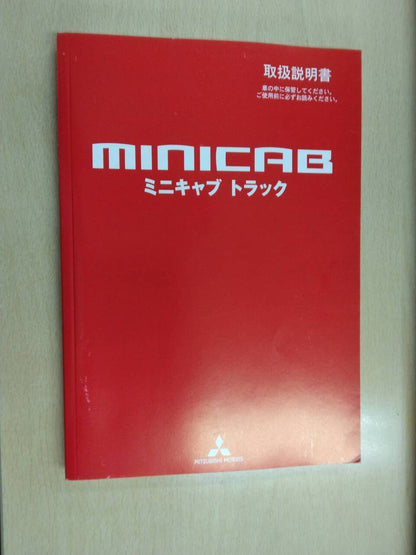 取扱説明書
車の中に保管してください。
ご使用前に必ずお読みください。
MINICAB
ミニキャブ トラック
MITSUBISHI MOTORS